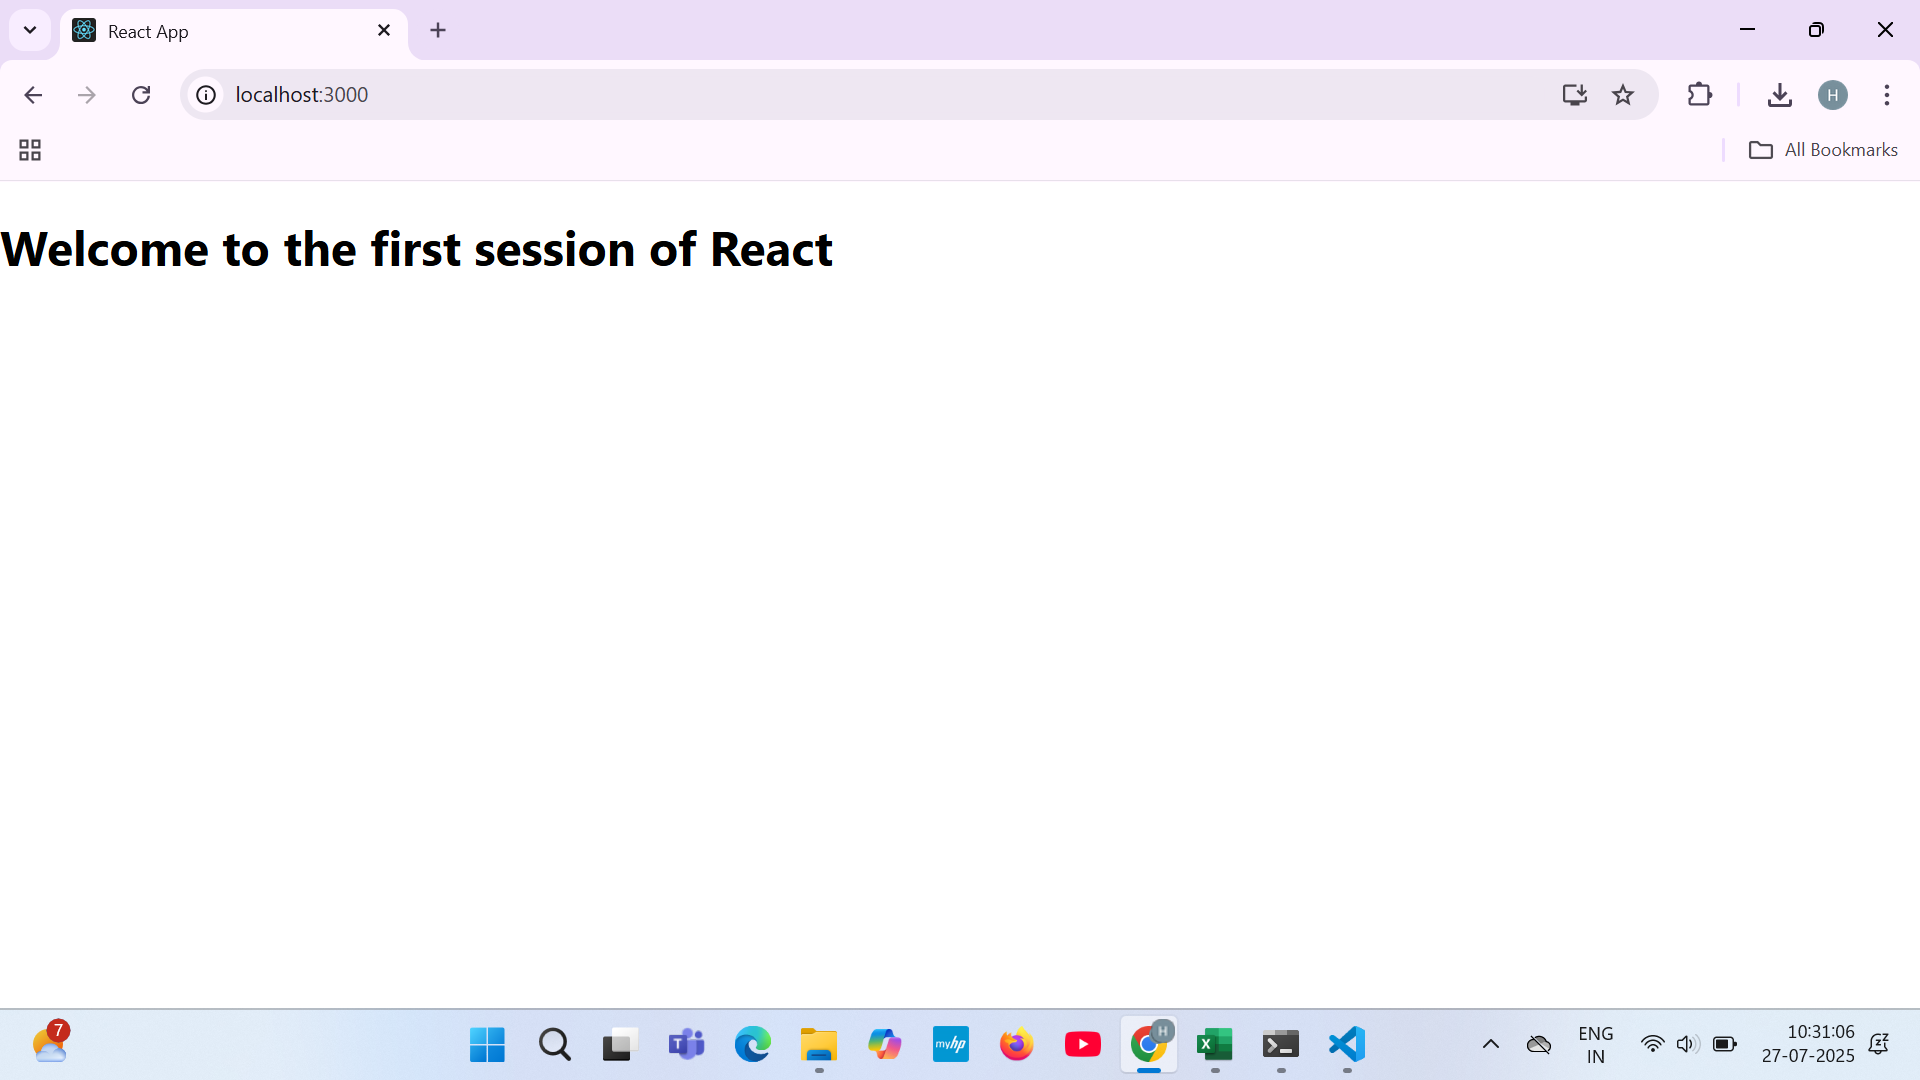 React App
localhost:3000
All Bookmarks
Welcome to the first session of React
7
myhp
H
ENG
IN
10:31:06
27-07-2025